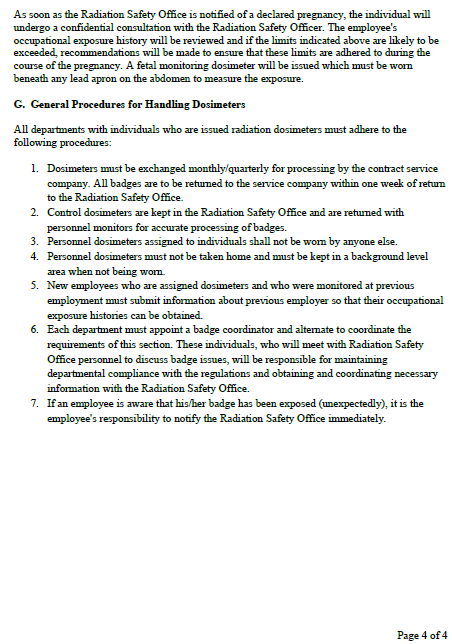 As soon as the Radiation Safety Office is notified of a declared pregnancy, the individual will
undergo a confidential consultation with the Radiation Safety Officer. The employee's
occupational exposure history will be reviewed and if the limits indicated above are likely to be
exceeded, recommendations will be made to ensure that these limits are adhered to during the
course of the pregnancy. A fetal monitoring dosimeter will be issued which must be worn
beneath any lead apron on the abdomen to measure the exposure.
G. General Procedures for Handling Dosimeters
All departments with individuals who are issued radiation dosimeters must adhere to the
following procedures:
1. Dosimeters must be exchanged monthly/quarterly for processing by the contract service
company. All badges are to be returned to the service company within one week of return
to the Radiation Safety Office.
2. Control dosimeters are kept in the Radiation Safety Office and are returned with
personnel monitors for accurate processing of badges.
3. Personnel dosimeters assigned to individuals shall not be worn by anyone else.
4. Personnel dosimeters must not be taken home and must be kept in a background level
area when not being worn.
5. New employees who are assigned dosimeters and who were monitored at previous
employment must submit information about previous employer so that their occupational
exposure histories can be obtained.
6. Each department must appoint a badge coordinator and alternate to coordinate the
requirements of this section. These individuals, who will meet with Radiation Safety
Office personnel to discuss badge issues, will be responsible for maintaining
departmental compliance with the regulations and obtaining and coordinating necessary
information with the Radiation Safety Office.
7. If an employee is aware that his/her badge has been exposed (unexpectedly), it is the
employee's responsibility to notify the Radiation Safety Office immediately.
Page 4 of 4